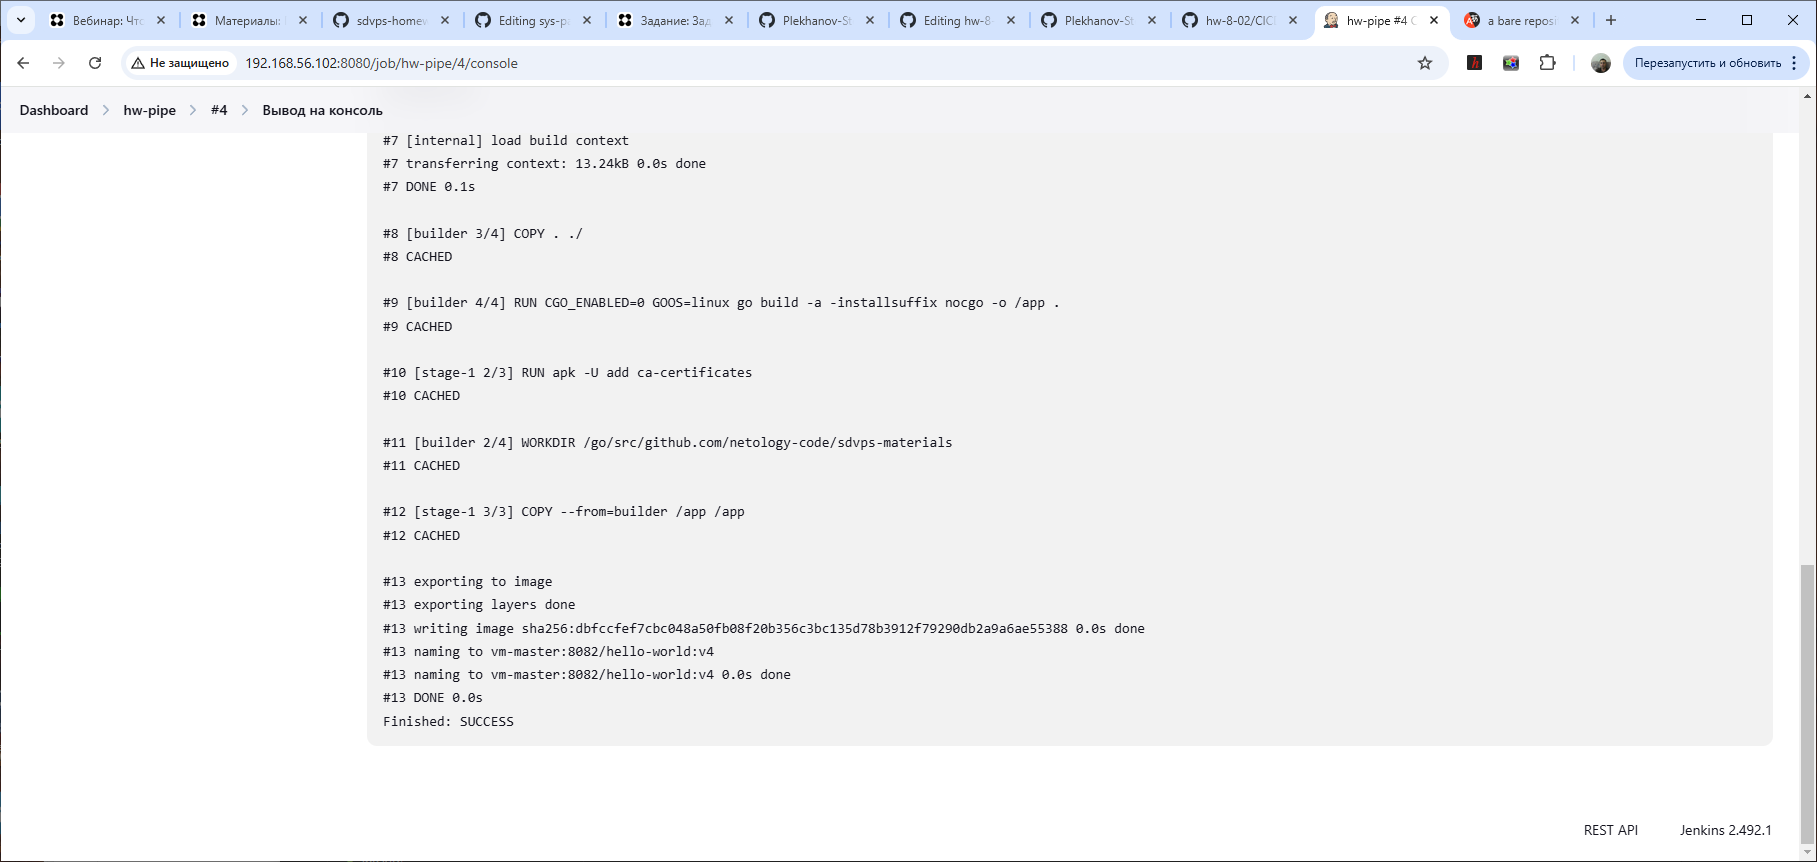 Вебинар: Что
Материалы:
sdvps-homew
Editing sys-pa
Задание: Зад
Plekhanov-St
Editing hw-8-
Plekhanov-St
hw-8-02/CICD
hw-pipe #4 C
a bare reposi
Не защищено
192.168.56.102:8080/job/hw-pipe/4/console
Перезапустить и обновить
Dashboard
hw-pipe
#4
Вывод на консоль
#7 [internal] load build context
#7 transferring context: 13.24kB 0.0s done
#7 DONE 0.1s
#8 [builder 3/4] COPY . ./
#8 CACHED
#9 [builder 4/4] RUN CGO_ENABLED=0 GOOS=linux go build -a -installsuffix nocgo -o /app .
#9 CACHED
#10 [stage-1 2/3] RUN apk -U add ca-certificates
#10 CACHED
#11 [builder 2/4] WORKDIR /go/src/github.com/netology-code/sdvps-materials
#11 CACHED
#12 [stage-1 3/3] COPY --from=builder /app /app
#12 CACHED
#13 exporting to image
#13 exporting layers done
#13 writing image sha256:dbfccfef7cbc048a50fb08f20b356c3bc135d78b3912f79290db2a9a6ae55388 0.0s done
#13 naming to vm-master:8082/hello-world:v4
#13 naming to vm-master:8082/hello-world:v4 0.0s done
#13 DONE 0.0s
Finished: SUCCESS
REST API
Jenkins 2.492.1